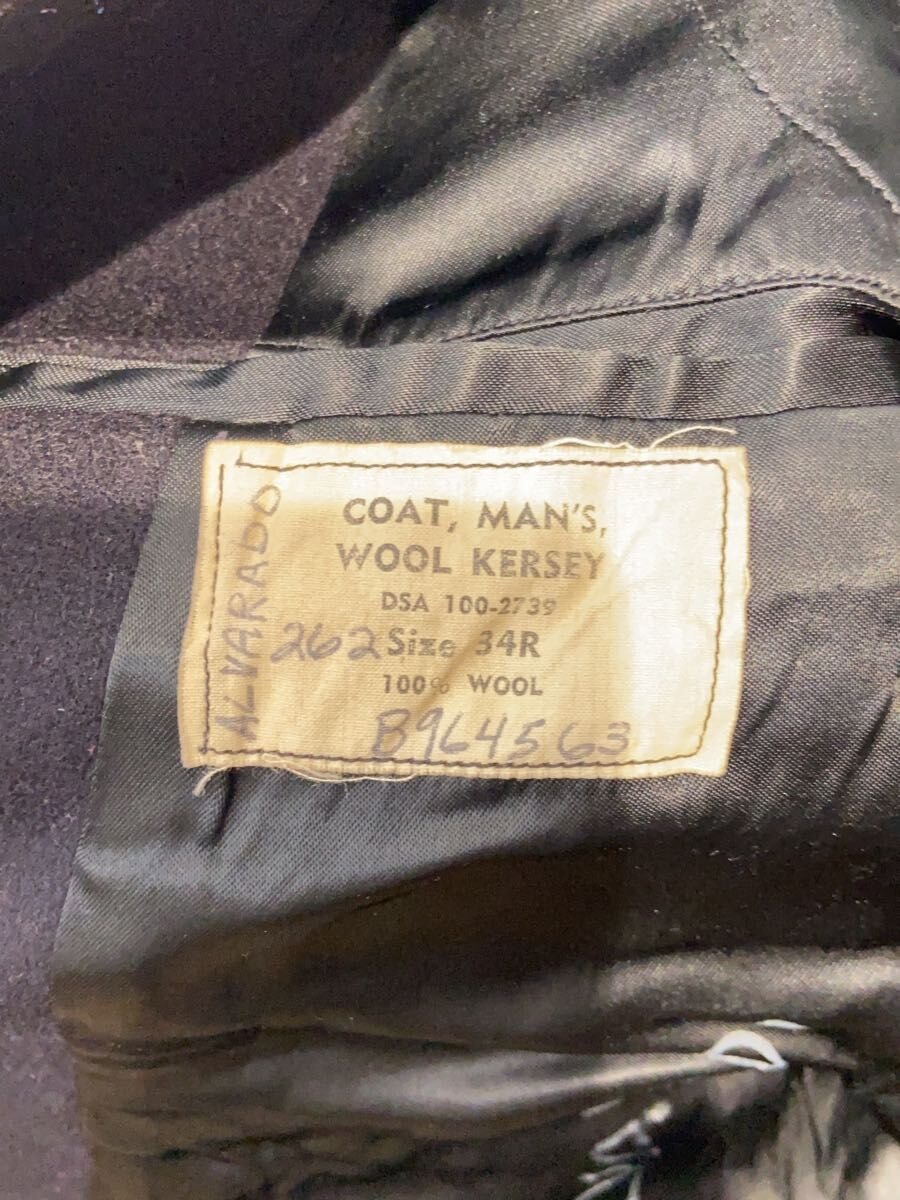 COAT, MAN'S,
WOOL KERSEY
DSA 100-2739
262 Size 34R
100% WOOL
B964563
ALVARADO